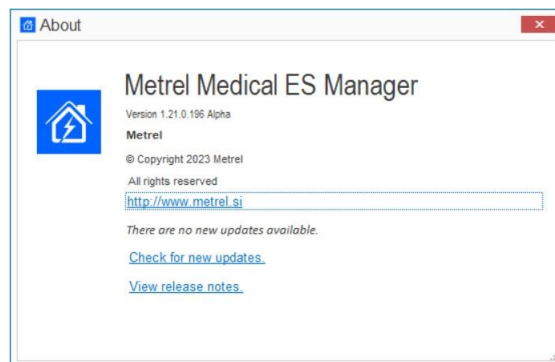 About
Metrel Medical ES Manager
Version 1.21.0.196 Alpha
Metrel
© Copyright 2023 Metrel
All rights reserved
http://www.metrel.si
There are no new updates available.
Check for new updates.
View release notes.